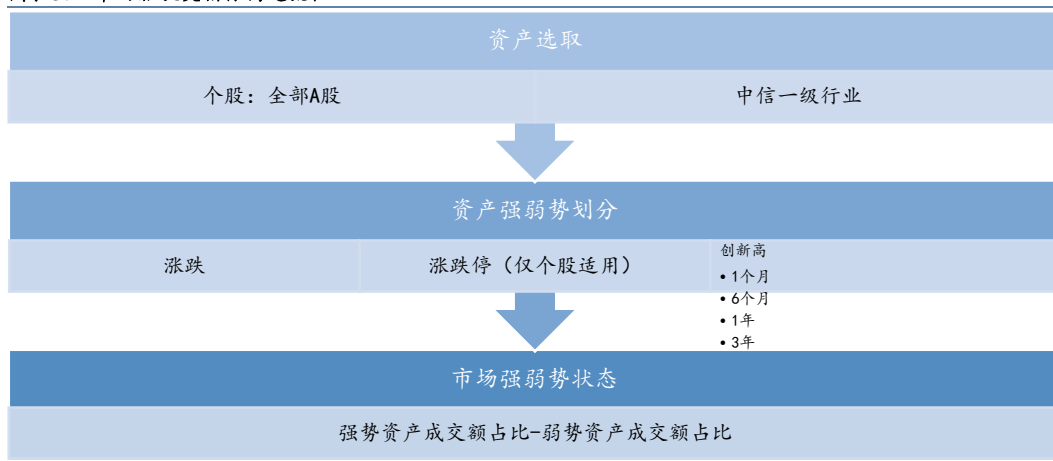 资产选取
个股：全部A股
中信一级行业
资产强弱势划分
涨跌
涨跌停（仅个股适用）
创新高
• 1个月
• 6个月
• 1年
• 3年
市场强弱势状态
强势资产成交额占比-弱势资产成交额占比